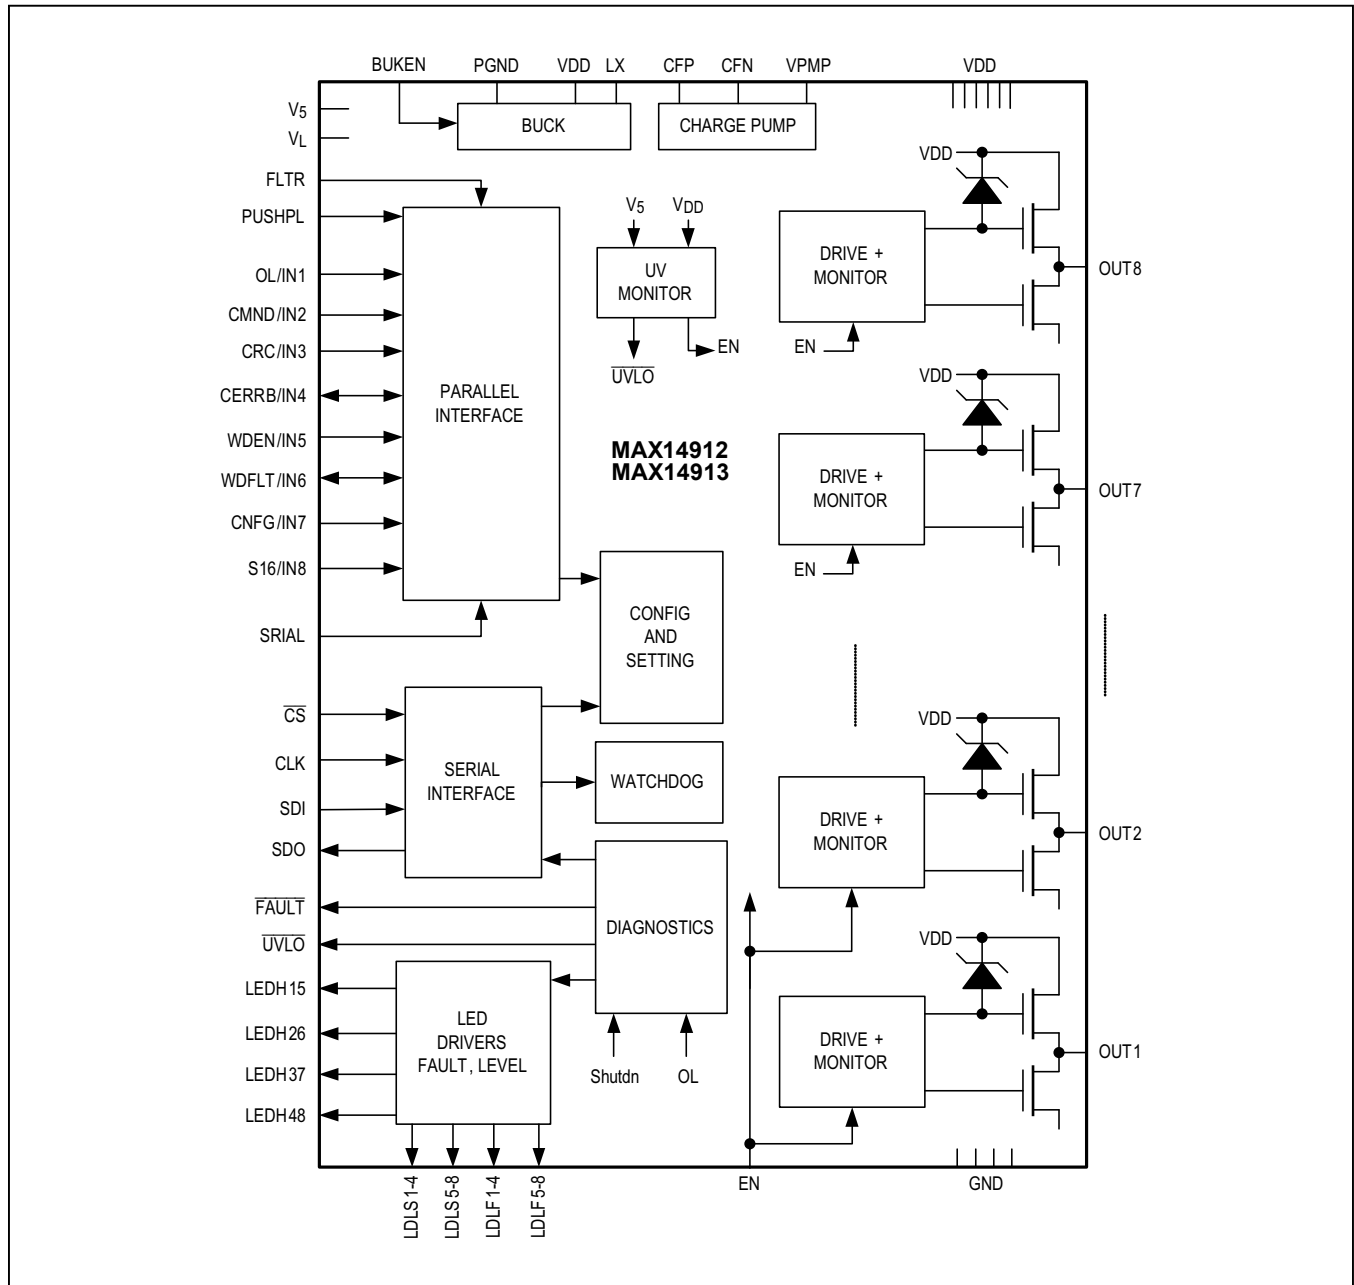 BUKEN
PGND
VDD
LX
CFP
CFN
VPMP
VDD
V5
VL
BUCK
CHARGE PUMP
FLTR
PUSHPL
OL/IN1
CMND/IN2
CRC/IN3
CERRB/IN4
WDEN/IN5
WDFLT/IN6
CNFG/IN7
S16/IN8
SRIAL
PARALLEL
INTERFACE
V5
VDD
UV
MONITOR
EN
UVLO
MAX14912
MAX14913
VDD
DRIVE +
MONITOR
EN
OUT8
VDD
DRIVE +
MONITOR
EN
OUT7
CONFIG
AND
SETTING
CS
CLK
SDI
SDO
SERIAL
INTERFACE
WATCHDOG
VDD
DRIVE +
MONITOR
OUT2
FAULT
UVLO
DIAGNOSTICS
LEDH15
LEDH26
LEDH37
LEDH48
LED
DRIVERS
FAULT, LEVEL
Shutdn
OL
VDD
DRIVE +
MONITOR
OUT1
LDLS1-4
LDLS5-8
LDLF1-4
LDLF5-8
EN
GND